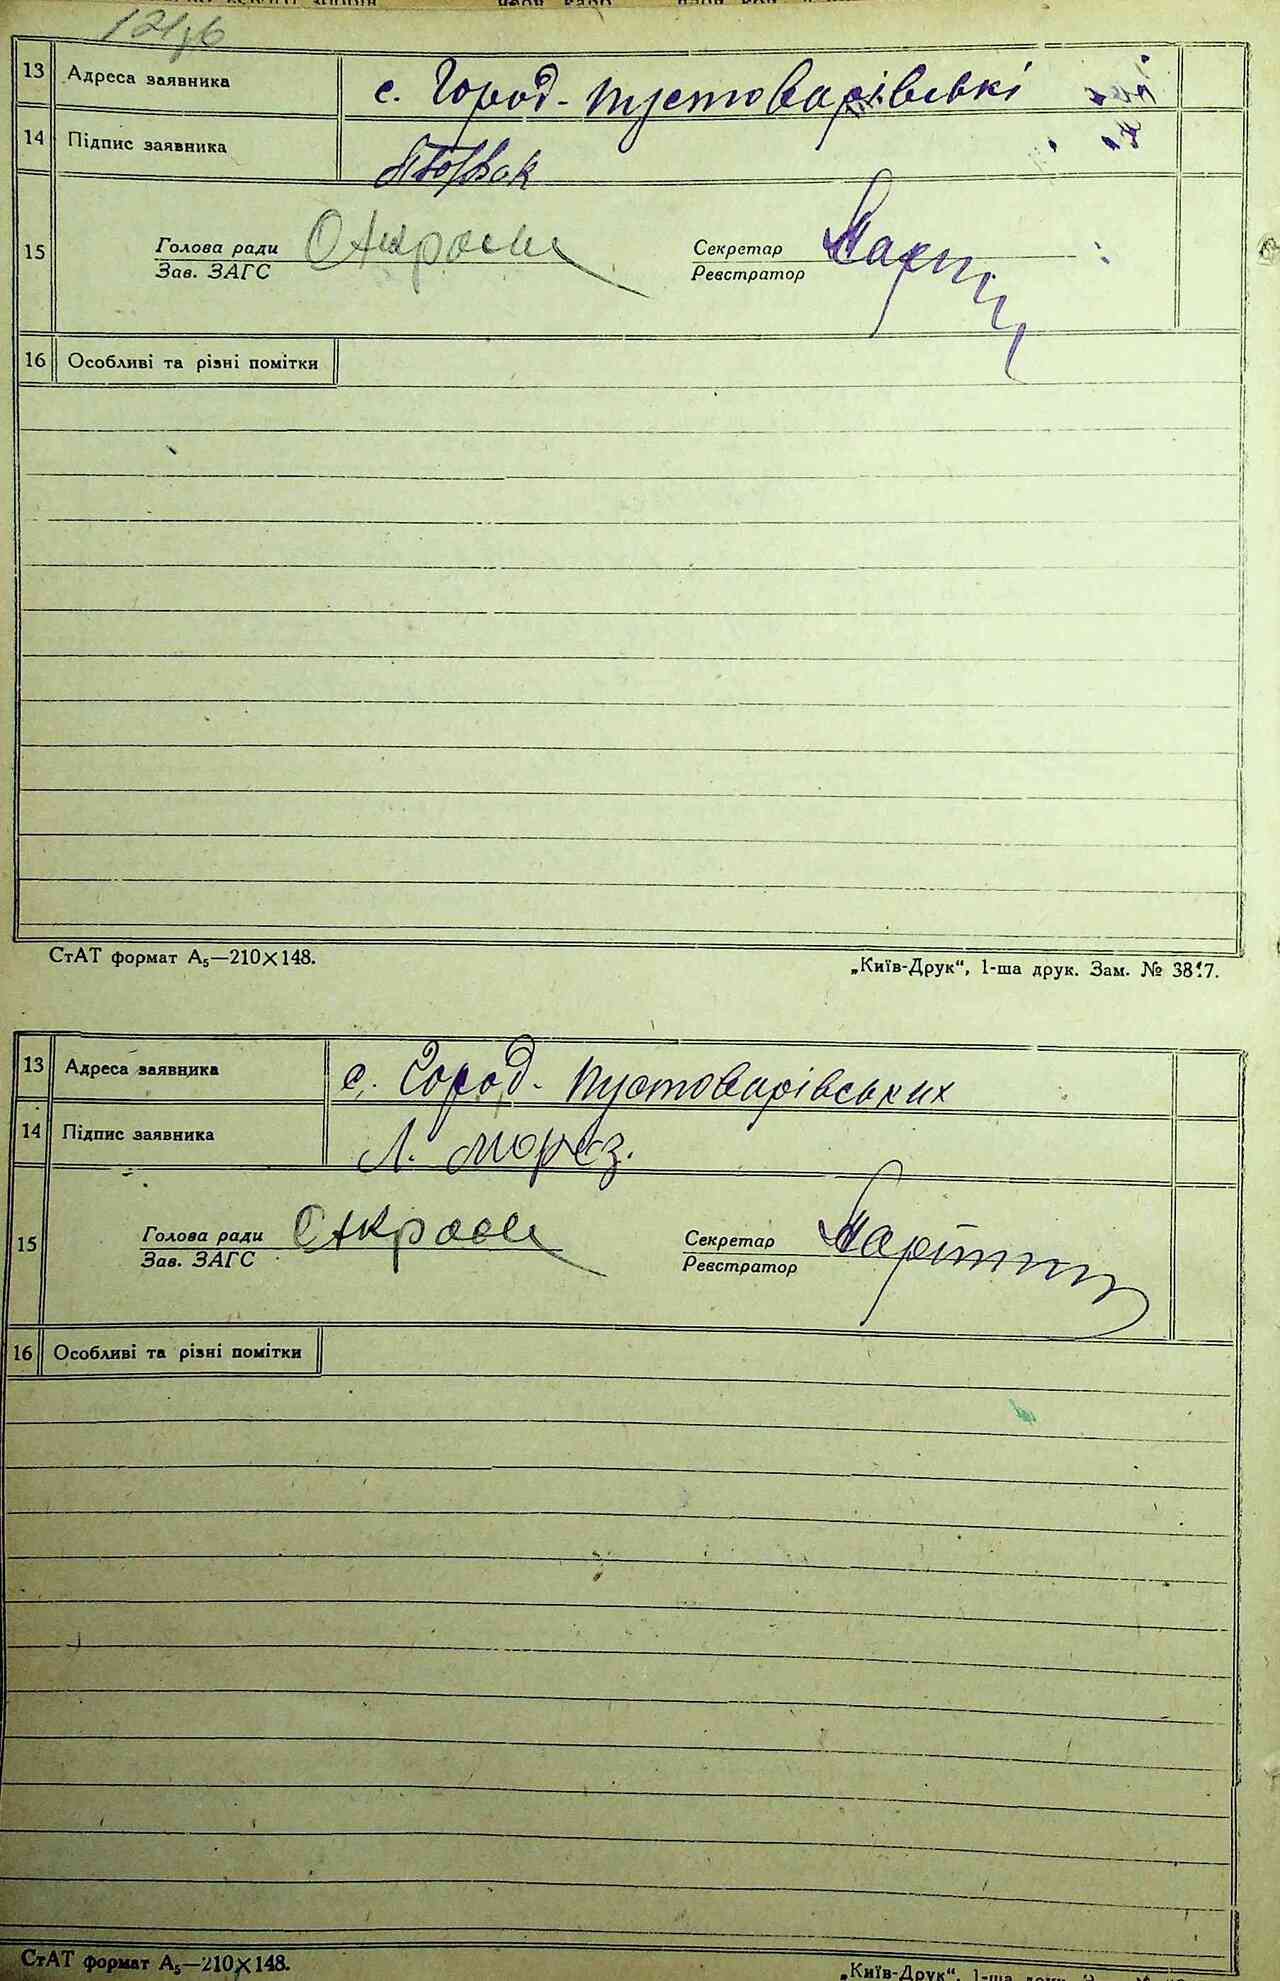 13 Адреса заявника с. Город-Пустоварівські
14 Підпис заявника
15 Голова ради Секретар
Зав. ЗАГС Реєстратор
16 Особливі та різні помітки
СтАТ формат А₅—210×148. „Київ-Друк“, 1-ша друк. Зам. №
13 Адреса заявника с. Город-Пустоварівських
14 Підпис заявника Л. Мороз.
15 Голова ради Секретар
Зав. ЗАГС Реєстратор
16 Особливі та різні помітки
СтАТ формат А₅—210×148. „Київ-Друк“, 1-ша